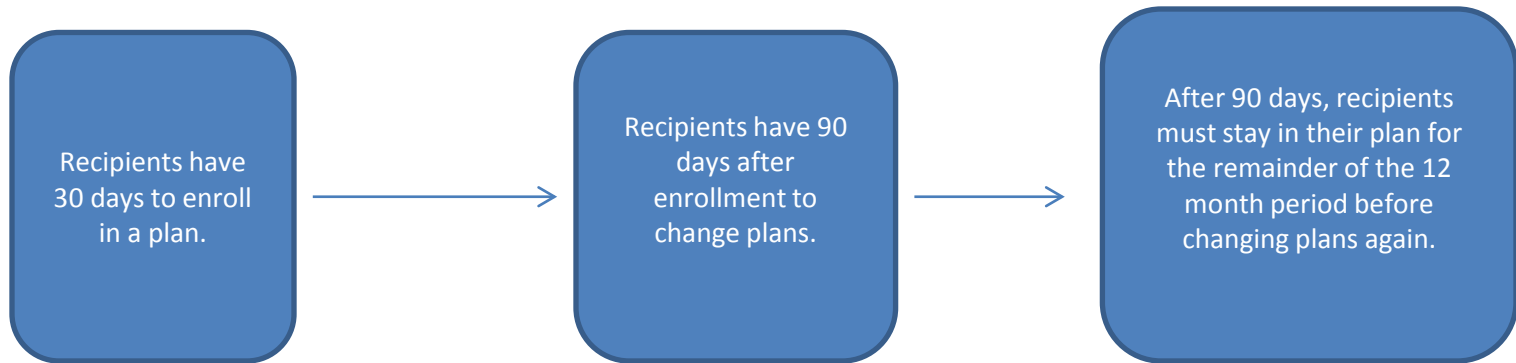 Recipients have
30 days to enroll
in a plan.
Recipients have 90
days after
enrollment to
change plans.
After 90 days, recipients
must stay in their plan for
the remainder of the 12
month period before
changing plans again.